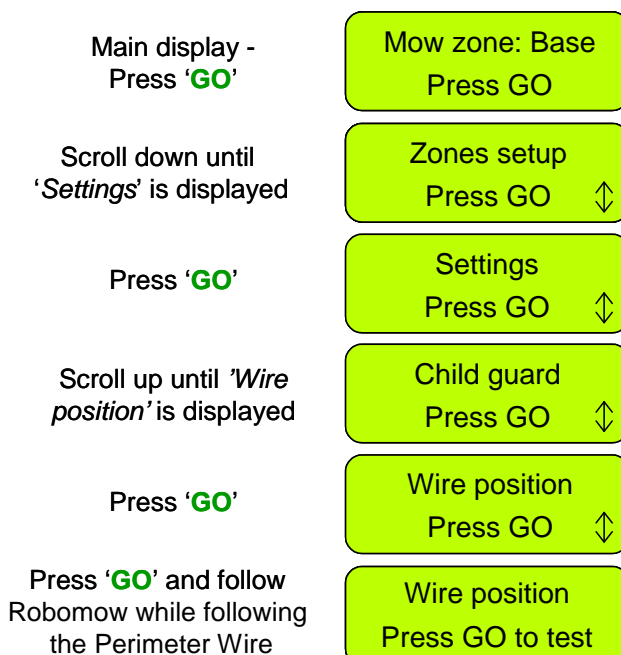 Main display -
Press ‘GO’
Mow zone: Base
Press GO
Scroll down until
‘Settings’ is displayed
Zones setup
Press GO ↕
Press ‘GO’
Settings
Press GO ↕
Scroll up until ’Wire
position’ is displayed
Child guard
Press GO ↕
Press ‘GO’
Wire position
Press GO ↕
Press ‘GO’ and follow
Robomow while following
the Perimeter Wire
Wire position
Press GO to test